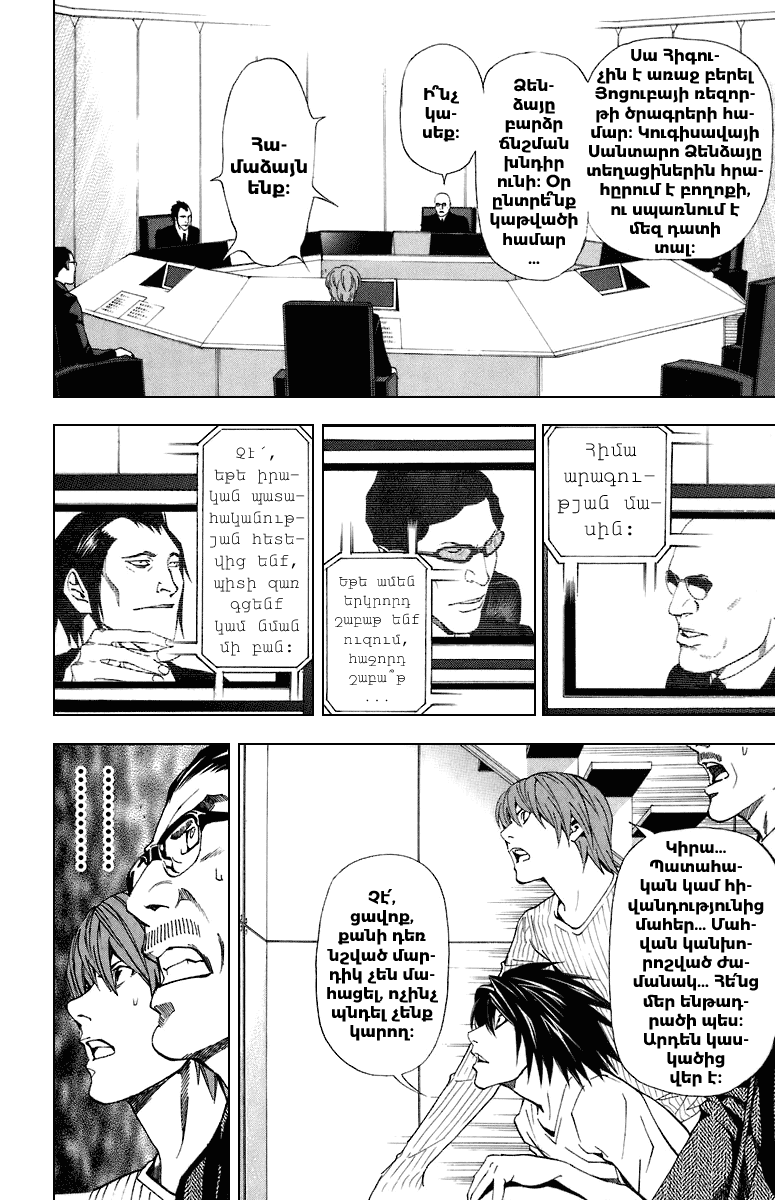 Սա Հիգու-
չին է առաջ բերել
Յոցուբայի ռեզոր-
թի ծրագրերի հա-
մար: Կուգիսավայի
Սանտարո Ձենձայը
տեղացիներին հրա-
հըրում է բողոքի,
ու սպառնում է
մեզ դատի
տալ:
Ձեն-
ձայը
բարձր
ճնշման
խնդիր
ունի: Օր
ընտրե՞նք
կաթվածի
համար
...
Ի՞նչ
կա-
սեք:
Հա-
մաձայն
ենք:
Հիմա
արագու-
թյան մա-
սին:
Եթե ամեն
երկրորդ
շաբաթ ենք
ուզում,
հաջորդ
շաբա՞թ
...
Չէ՛,
եթե իրա-
կան պատա-
հականությ-
յան հետե-
վից ենք,
պիտի զառ
գցենք
կամ նման
մի բան:
Կիրա...
Պատահա-
կան կամ հի-
վանդությունից
մահեր... Մահ-
վան կանխո-
րոշված ժա-
մանակ... Հե՛նց
մեր ենթադ-
րածի պես:
Արդեն կաս-
կածից
վեր է:
Չէ՛,
ցավոք,
քանի դեռ
նշված մար-
դիկ չեն մա-
հացել, ոչինչ
պնդել չենք
կարող: